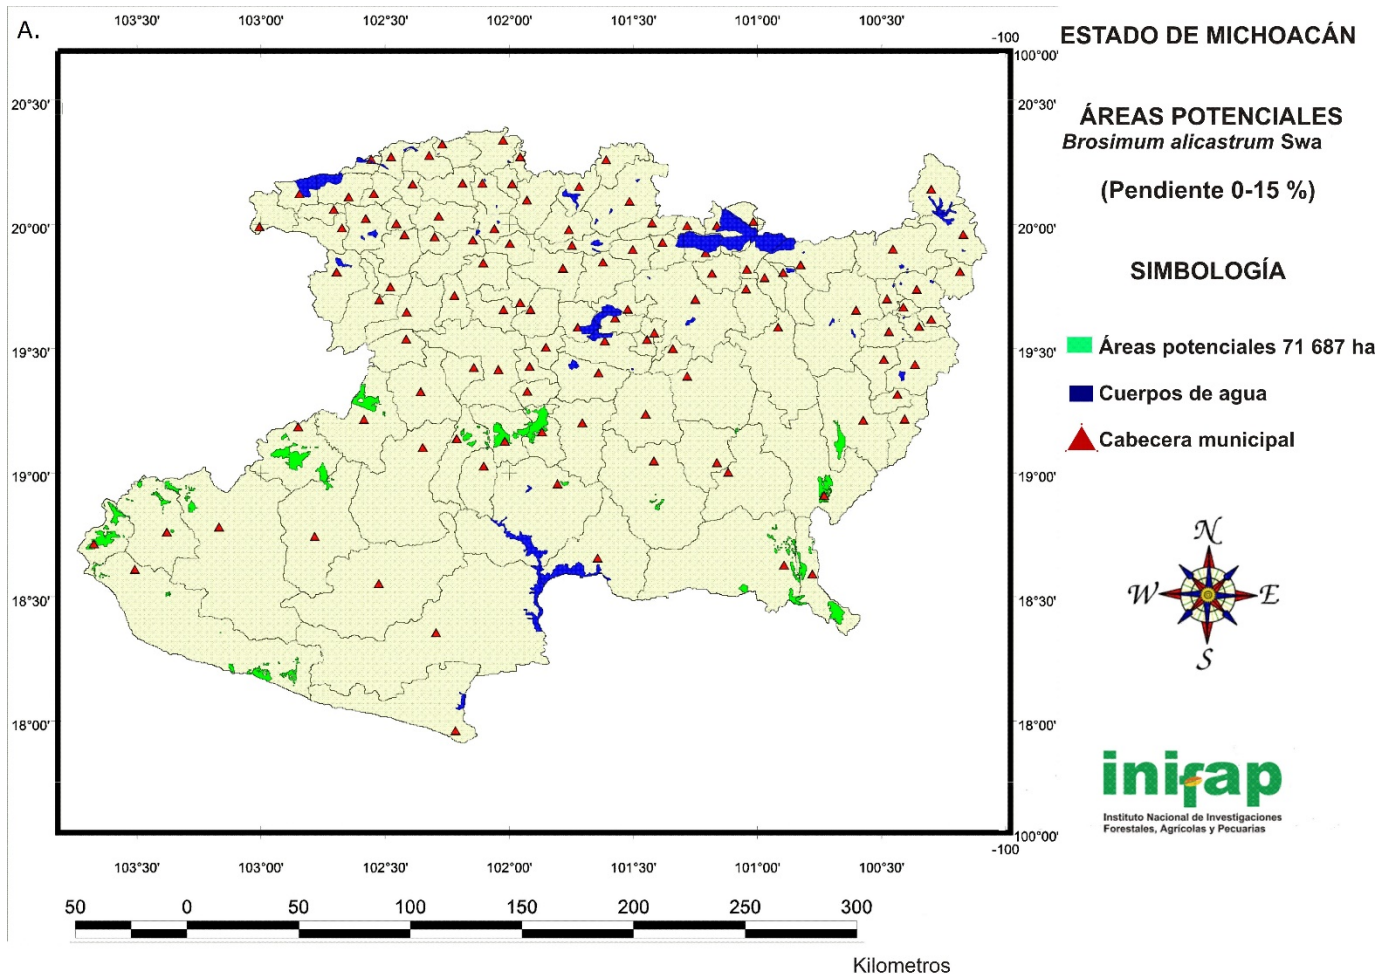 A.
103°30' 103°00' 102°30' 102°00' 101°30' 101°00' 100°30'
-100
100°00'
20°30' 20°30'
20°00' 20°00'
19°30' 19°30'
19°00' 19°00'
18°30' 18°30'
18°00' 18°00'
100°00'
-100
103°30' 103°00' 102°30' 102°00' 101°30' 101°00' 100°30'
50 0 50 100 150 200 250 300
Kilometros
ESTADO DE MICHOACÁN
ÁREAS POTENCIALES
Brosimum alicastrum Swa
(Pendiente 0-15 %)
SIMBOLOGÍA
Áreas potenciales 71 687 ha
Cuerpos de agua
Cabecera municipal
N
W E
S
inifap
Instituto Nacional de Investigaciones
Forestales, Agrícolas y Pecuarias